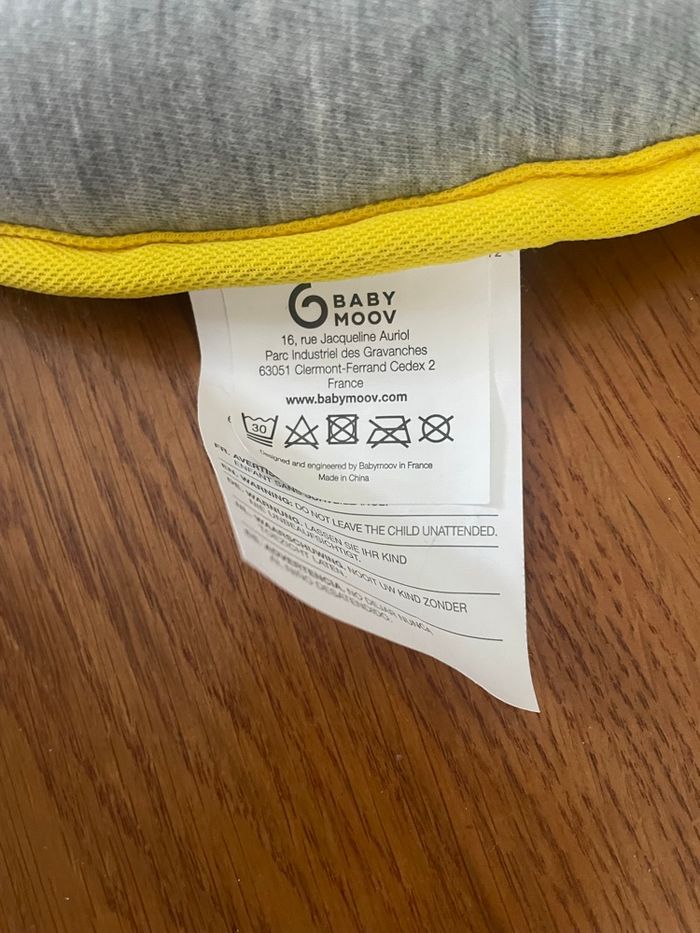 BABY
MOOV
16, rue Jacqueline Auriol
Parc Industriel des Gravanches
63051 Clermont-Ferrand Cedex 2
France
www.babymoov.com
30
Designed and engineered by Babymoov in France
Made in China
FR. AVERTIS
ENFANT SANS
EN. WARNING: DO NOT LEAVE THE CHILD UNATTENDED.
DE. WARNUNG. LASSEN SIE IHR KIND
NIE UNBEAUFSICHTIGT.
NL. WAARSCHUWING. NOOIT UW KIND ZONDER
TOEZICHT LATEN.
ADVERTENCIA. NO DEJAR NUNCA
AL NIÑO DESATENDIDO.